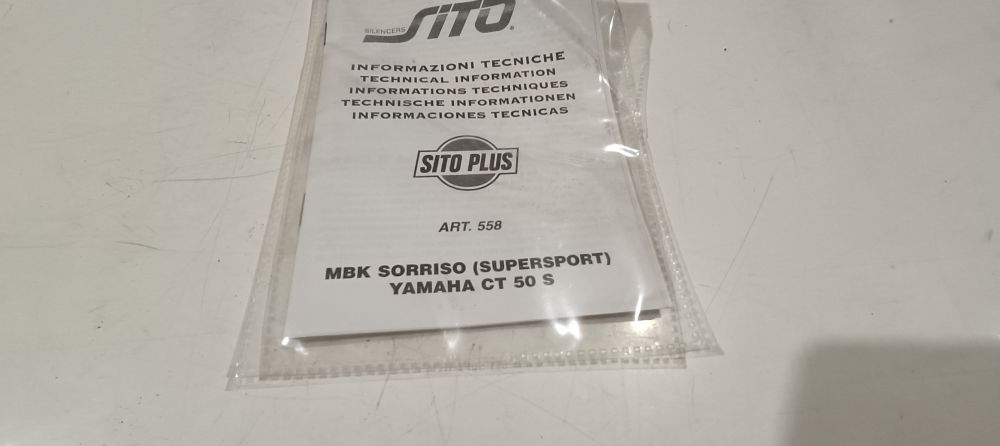 SILENCERS SITO
INFORMAZIONI TECNICHE
TECHNICAL INFORMATION
INFORMATIONS TECHNIQUES
TECHNISCHE INFORMATIONEN
INFORMACIONES TECNICAS
SITO PLUS
ART. 558
MBK SORRISO (SUPERSPORT)
YAMAHA CT 50 S